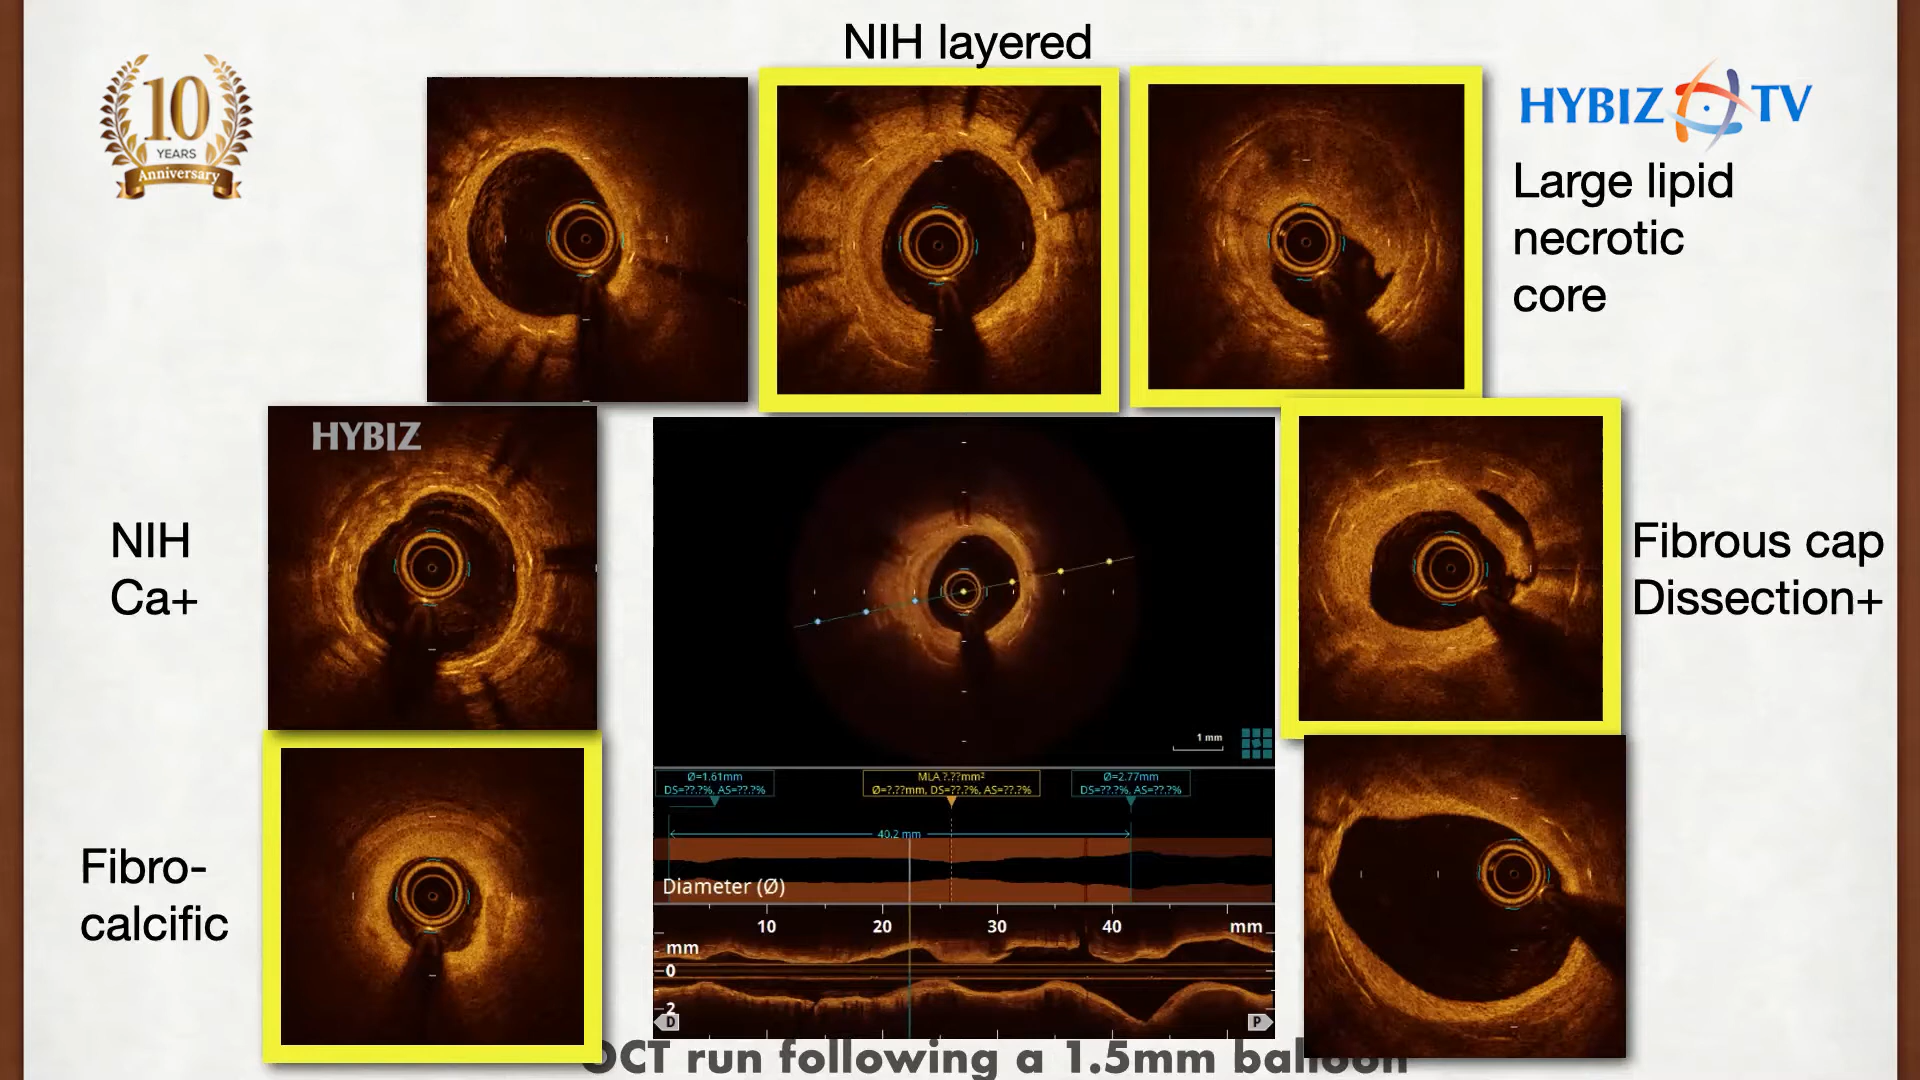 NIH layered
10
YEARS
Anniversary
HYBIZ TV
Large lipid
necrotic
core
HYBIZ
NIH
Ca+
Fibrous cap
Dissection+
1 mm
Ø=1.61mm
DS=??.?%, AS=??.?%
MLA ?.??mm²
Ø=?.??mm, DS=??.?%, AS=??.?%
Ø=2.77mm
DS=??.?%, AS=??.?%
40.2 mm
Diameter (Ø)
10 20 30 40 mm
mm
0
2
D P
Fibro-
calcific
OCT run following a 1.5mm balloon